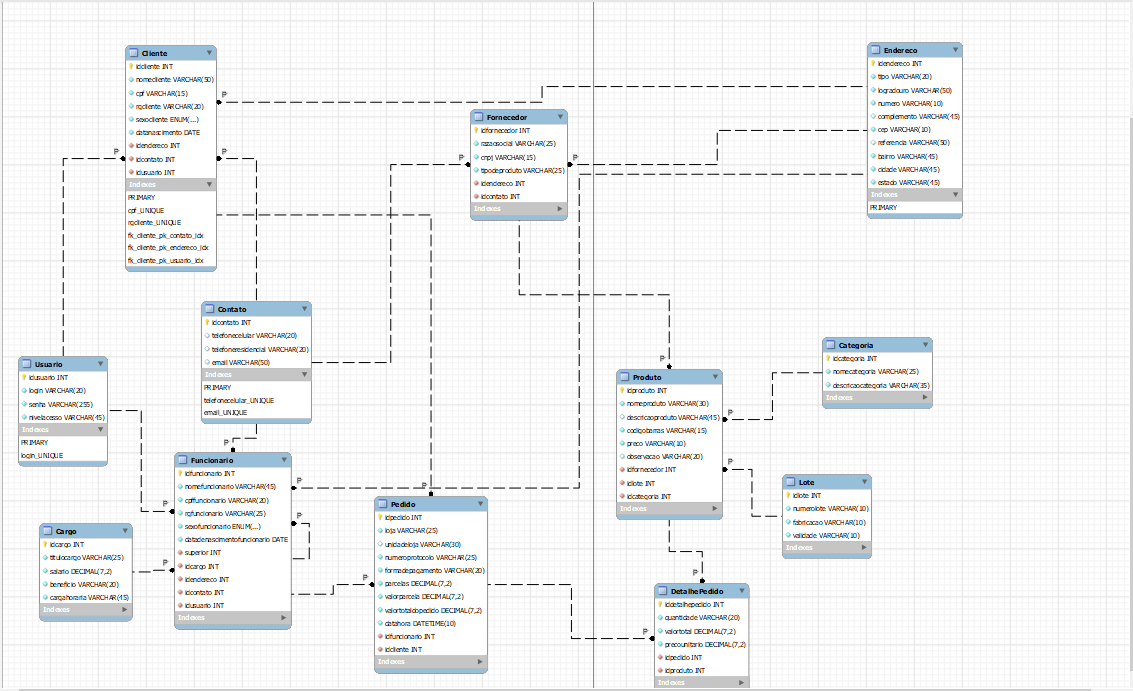 Cliente
idcliente INT
nomecliente VARCHAR(50)
cpf VARCHAR(15)
rgcliente VARCHAR(20)
sexocliente ENUM(...)
datanascimento DATE
idendereco INT
idcontato INT
idusuario INT
Indexes
PRIMARY
cpf_UNIQUE
rgcliente_UNIQUE
fk_cliente_pk_contato_idx
fk_cliente_pk_endereco_idx
fk_cliente_pk_usuario_idx
Fornecedor
idfornecedor INT
razaosocial VARCHAR(25)
cnpj VARCHAR(15)
tipodeproduto VARCHAR(25)
idendereco INT
idcontato INT
Indexes
Endereco
idendereco INT
tipo VARCHAR(20)
logradouro VARCHAR(50)
numero VARCHAR(10)
complemento VARCHAR(45)
cep VARCHAR(10)
referencia VARCHAR(50)
bairro VARCHAR(45)
cidade VARCHAR(45)
estado VARCHAR(45)
Indexes
PRIMARY
Contato
idcontato INT
telefonecelular VARCHAR(20)
telefoneresidencial VARCHAR(20)
email VARCHAR(50)
Indexes
PRIMARY
telefonecelular_UNIQUE
email_UNIQUE
Usuario
idusuario INT
login VARCHAR(20)
senha VARCHAR(255)
nivelacesso VARCHAR(45)
Indexes
PRIMARY
login_UNIQUE
Categoria
idcategoria INT
nomecategoria VARCHAR(25)
descricaocategoria VARCHAR(35)
Indexes
Produto
idproduto INT
nomeproduto VARCHAR(30)
descricaoproduto VARCHAR(45)
codigobarras VARCHAR(15)
preco VARCHAR(10)
observacao VARCHAR(20)
idfornecedor INT
idlote INT
idcategoria INT
Indexes
Funcionario
idfuncionario INT
nomefuncionario VARCHAR(45)
cpffuncionario VARCHAR(20)
rgfuncionario VARCHAR(25)
sexofuncionario ENUM(...)
datadenascimentofuncionario DATE
superior INT
idcargo INT
idendereco INT
idcontato INT
idusuario INT
Indexes
Lote
idlote INT
numerolote VARCHAR(10)
fabricacao VARCHAR(10)
validade VARCHAR(10)
Indexes
Pedido
idpedido INT
loja VARCHAR(25)
unidadeloja VARCHAR(30)
numeroprotocolo VARCHAR(25)
formadepagamento VARCHAR(20)
parcelas DECIMAL(7,2)
valorparcela DECIMAL(7,2)
valortotaldopedido DECIMAL(7,2)
datahora DATETIME(10)
idfuncionario INT
idcliente INT
Indexes
Cargo
idcargo INT
titulocargo VARCHAR(25)
salario DECIMAL(7,2)
beneficio VARCHAR(20)
cargahoraria VARCHAR(45)
Indexes
DetalhePedido
iddetalhepedido INT
quantidade VARCHAR(20)
valortotal DECIMAL(7,2)
precounitario DECIMAL(7,2)
idpedido INT
idproduto INT
Indexes